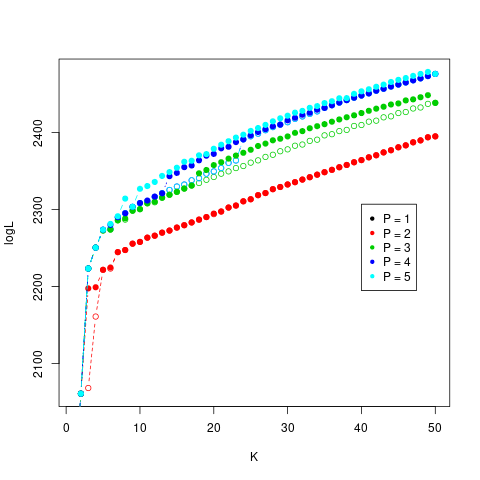 logL
2400
2300
2200
2100
P = 1
P = 2
P = 3
P = 4
P = 5
0 10 20 30 40 50
K